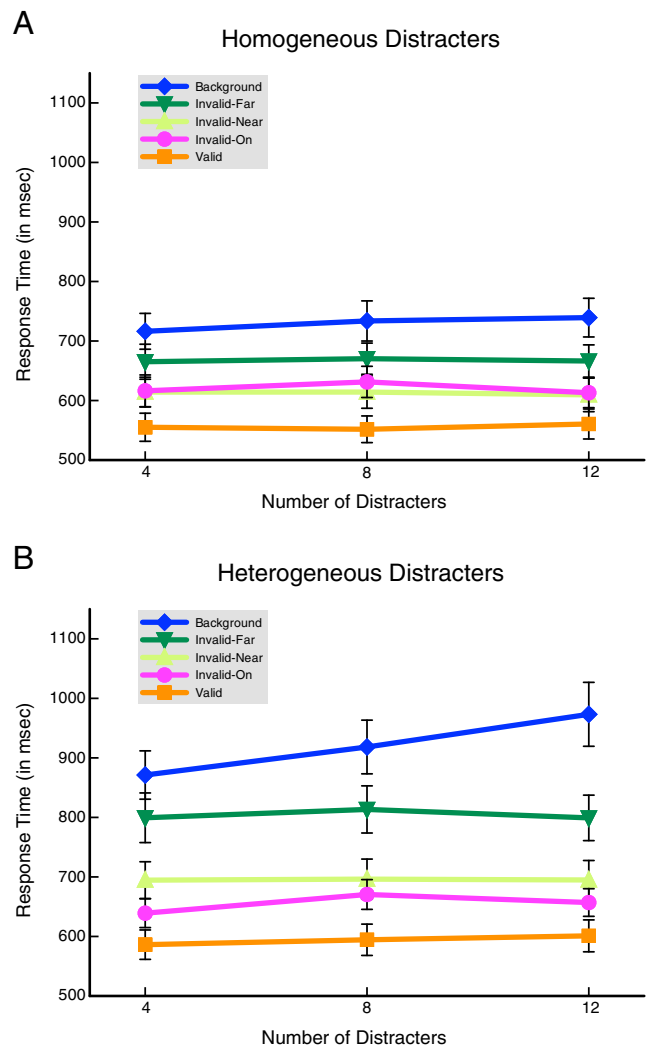 A
Homogeneous Distracters
Background
Invalid-Far
Invalid-Near
Invalid-On
Valid
1100
1000
900
800
700
600
500
Response Time (in msec)
4 8 12
Number of Distracters
B
Heterogeneous Distracters
Background
Invalid-Far
Invalid-Near
Invalid-On
Valid
1100
1000
900
800
700
600
500
Response Time (in msec)
4 8 12
Number of Distracters